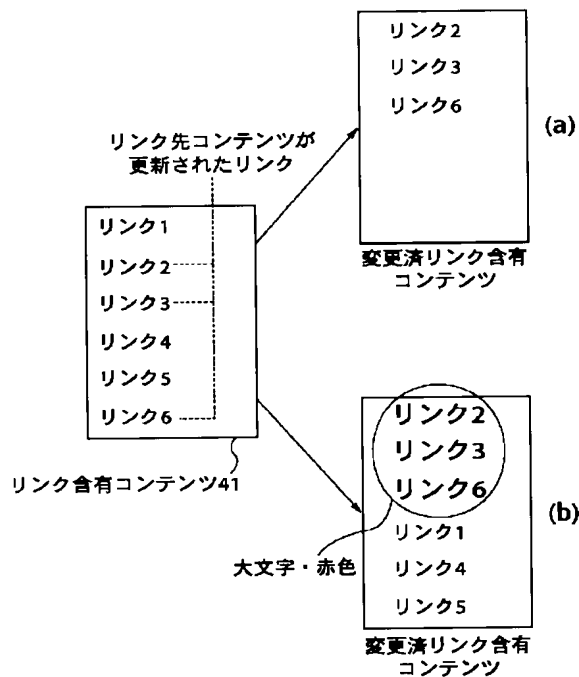 リンク2
リンク3
リンク6
(a)
変更済リンク含有
コンテンツ
リンク先コンテンツが
更新されたリンク
リンク1
リンク2
リンク3
リンク4
リンク5
リンク6
リンク含有コンテンツ41
リンク2
リンク3
リンク6
リンク1
リンク4
リンク5
(b)
大文字・赤色
変更済リンク含有
コンテンツ